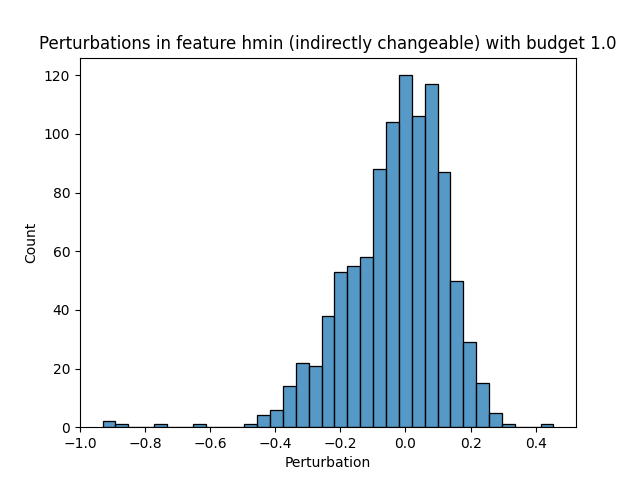 Perturbations in feature hmin (indirectly changeable) with budget 1.0
120
100
80
60
40
20
0
Count
−1.0 −0.8 −0.6 −0.4 −0.2 0.0 0.2 0.4
Perturbation